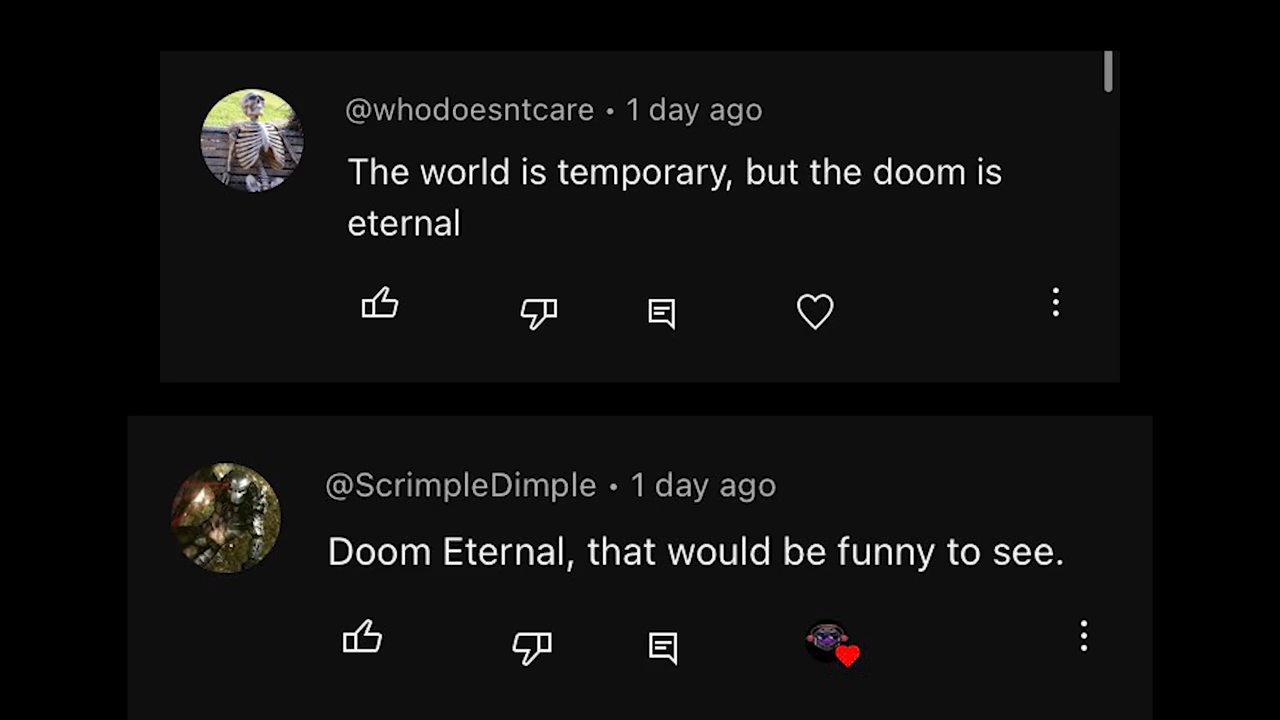 @whodoesntcare • 1 day ago
The world is temporary, but the doom is
eternal
@ScrimpleDimple • 1 day ago
Doom Eternal, that would be funny to see.